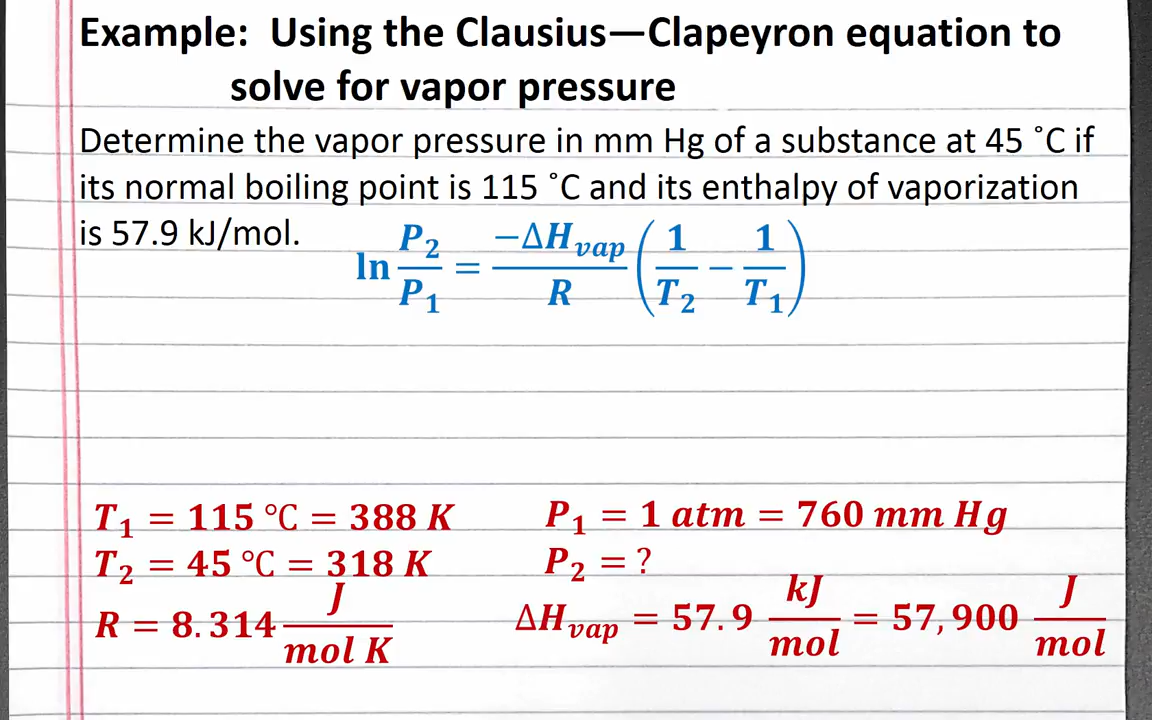 Example: Using the Clausius—Clapeyron equation to
solve for vapor pressure
Determine the vapor pressure in mm Hg of a substance at 45 ˚C if
its normal boiling point is 115 ˚C and its enthalpy of vaporization
is 57.9 kJ/mol.
ln P₂/P₁ = −ΔH_vap/R (1/T₂ − 1/T₁)
T₁ = 115 °C = 388 K
P₁ = 1 atm = 760 mm Hg
T₂ = 45 °C = 318 K
P₂ = ?
R = 8.314 J/mol K
ΔH_vap = 57.9 kJ/mol = 57,900 J/mol